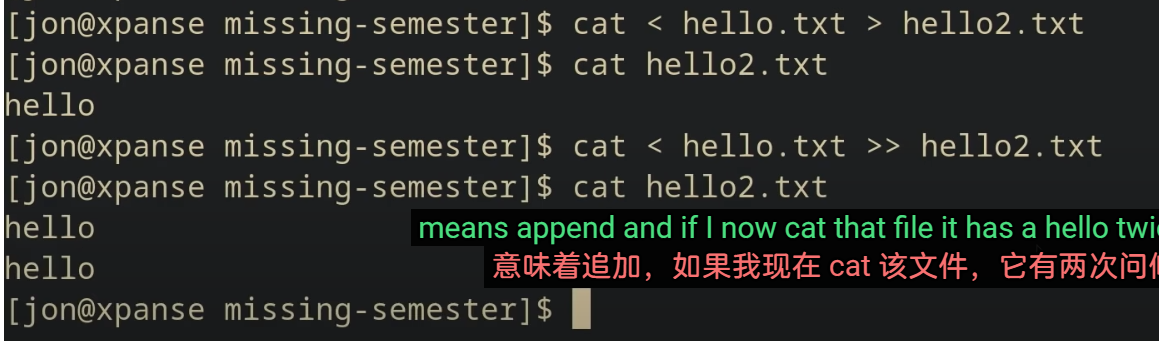 [jon@xpanse missing-semester]$ cat < hello.txt > hello2.txt
[jon@xpanse missing-semester]$ cat hello2.txt
hello
[jon@xpanse missing-semester]$ cat < hello.txt >> hello2.txt
[jon@xpanse missing-semester]$ cat hello2.txt
hello
means append and if I now cat that file it has a hello
hello
意味着追加，如果我现在 cat 该文件，它有两次问
[jon@xpanse missing-semester]$